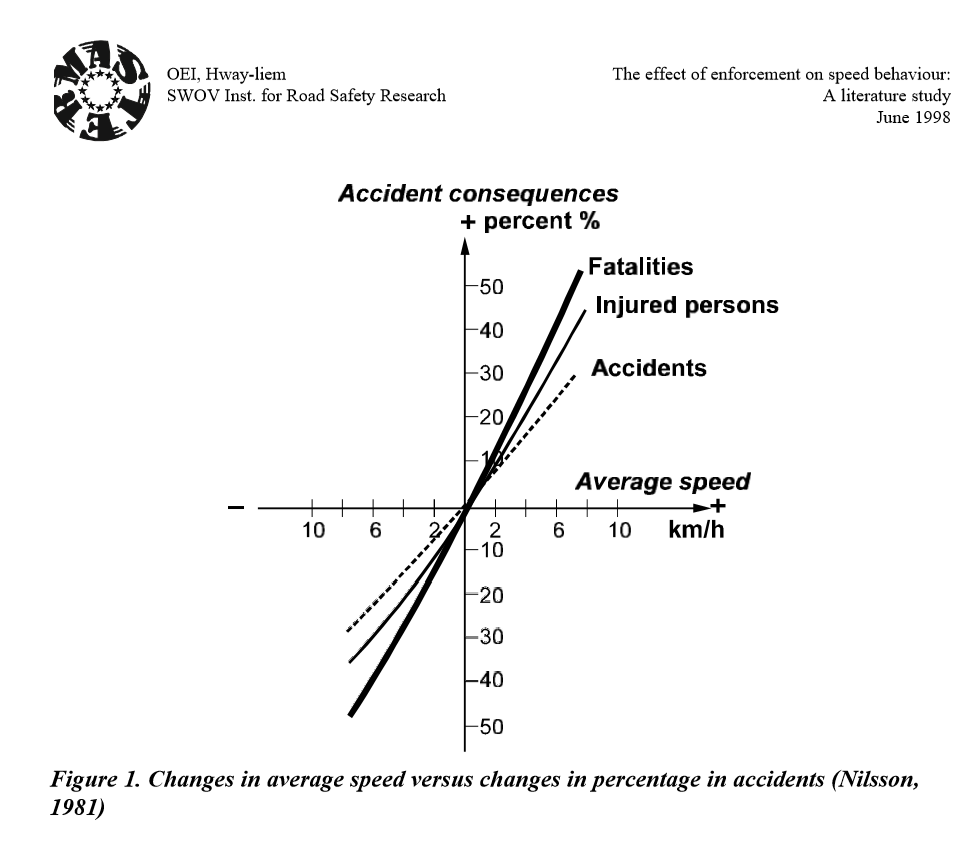 MASTER
OEI, Hway-liem
SWOV Inst. for Road Safety Research
The effect of enforcement on speed behaviour:
A literature study
June 1998
Accident consequences
+ percent %
Fatalities
50
Injured persons
40
Accidents
30
20
10
Average speed
− +
10 6 2 2 6 10 km/h
10
20
30
40
50
Figure 1. Changes in average speed versus changes in percentage in accidents (Nilsson,
1981)